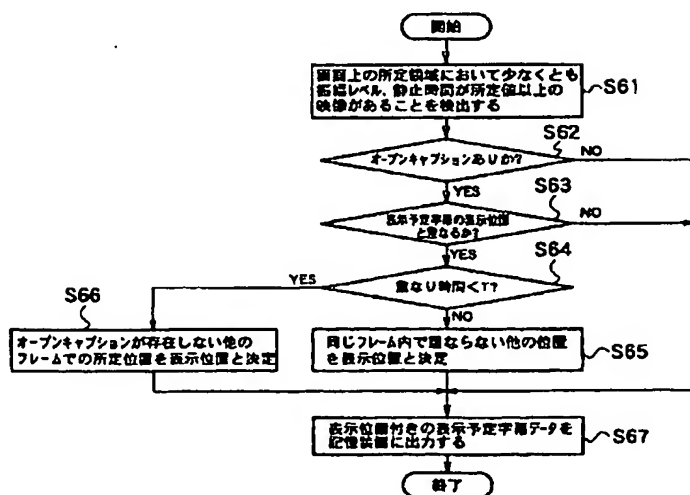 開始
画面上の所定領域において少なくとも
振幅レベル、静止時間が所定値以上の
映像があることを検出する
S61
S62
オープンキャプションありか?
NO
YES
S63
表示予定字幕の表示位置
と重なるか?
NO
YES
S64
重なり時間<T?
YES
NO
S66
オープンキャプションが存在しない他の
フレームでの所定位置を表示位置と決定
同じフレーム内で重ならない他の位置
を表示位置と決定
S65
表示位置付きの表示予定字幕データを
記憶装置に出力する
S67
終了